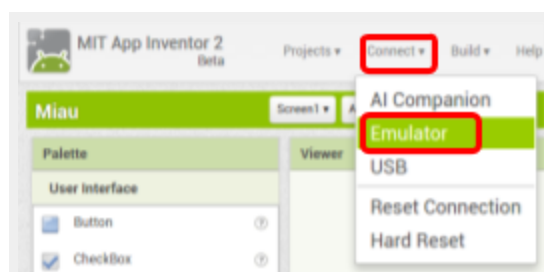 MIT App Inventor 2
Beta
Projects Connect Build Help
Miau
Screen1
AI Companion
Emulator
USB
Reset Connection
Hard Reset
Palette
Viewer
User Interface
Button
CheckBox